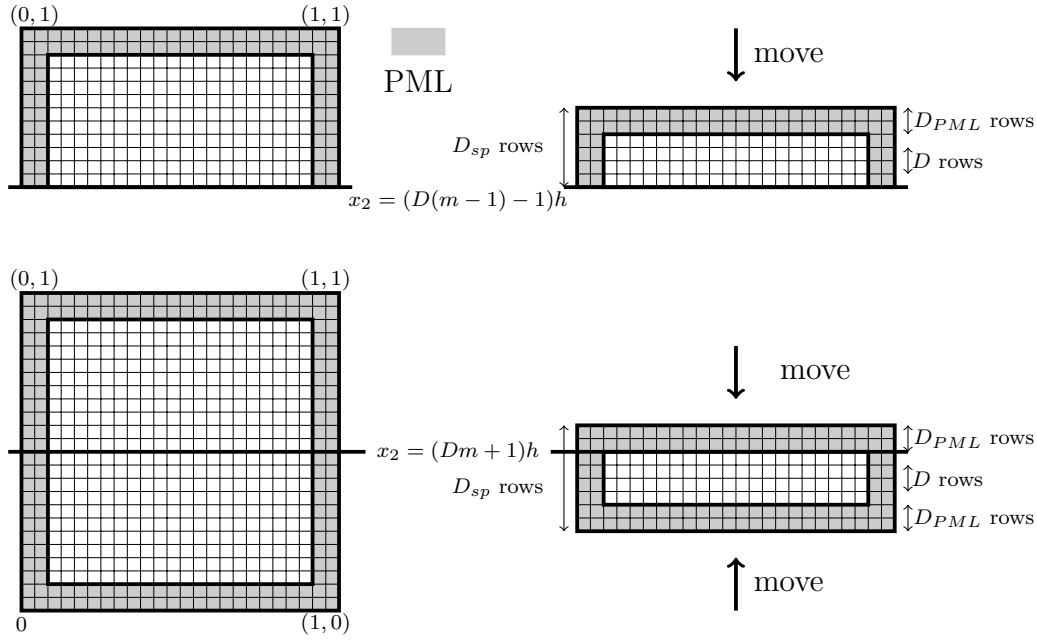 (0, 1)
(1, 1)
PML
move
D_{sp} rows
D_{PML} rows
D rows
x_2 = (D(m − 1) − 1)h
(0, 1)
(1, 1)
move
x_2 = (Dm + 1)h
D_{sp} rows
D_{PML} rows
D rows
D_{PML} rows
move
0
(1, 0)